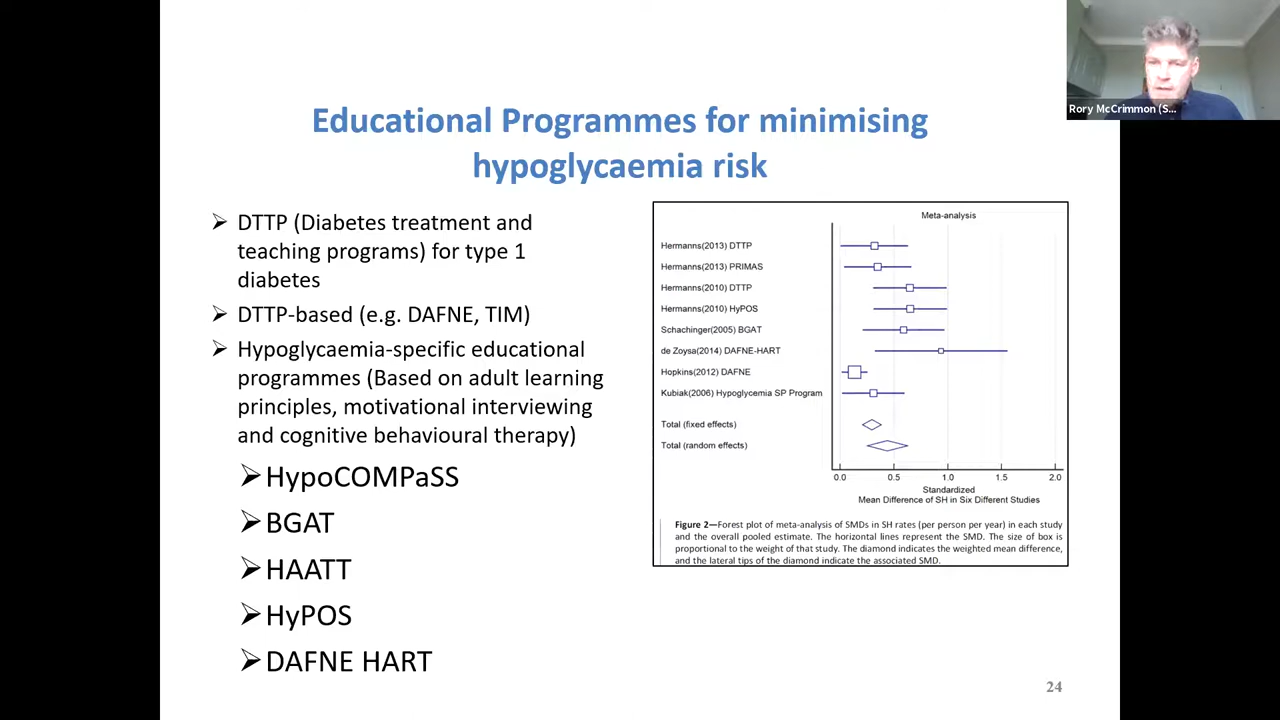 Rory McCrimmon (S...
Educational Programmes for minimising
hypoglycaemia risk
➢ DTTP (Diabetes treatment and
teaching programs) for type 1
diabetes
➢ DTTP-based (e.g. DAFNE, TIM)
➢ Hypoglycaemia-specific educational
programmes (Based on adult learning
principles, motivational interviewing
and cognitive behavioural therapy)
➢HypoCOMPaSS
➢BGAT
➢HAATT
➢HyPOS
➢DAFNE HART
Meta-analysis
Hermanns(2013) DTTP
Hermanns(2013) PRIMAS
Hermanns(2010) DTTP
Hermanns(2010) HyPOS
Schachinger(2005) BGAT
de Zoysa(2014) DAFNE-HART
Hopkins(2012) DAFNE
Kubiak(2006) Hypoglycemia SP Program
Total (fixed effects)
Total (random effects)
0.0 0.5 1.0 1.5 2.0
Standardized
Mean Difference of SH in Six Different Studies
Figure 2—Forest plot of meta-analysis of SMDs in SH rates (per person per year) in each study
and the overall pooled estimate. The horizontal lines represent the SMD. The size of box is
proportional to the weight of that study. The diamond indicates the weighted mean difference,
and the lateral tips of the diamond indicate the associated SMD.
24